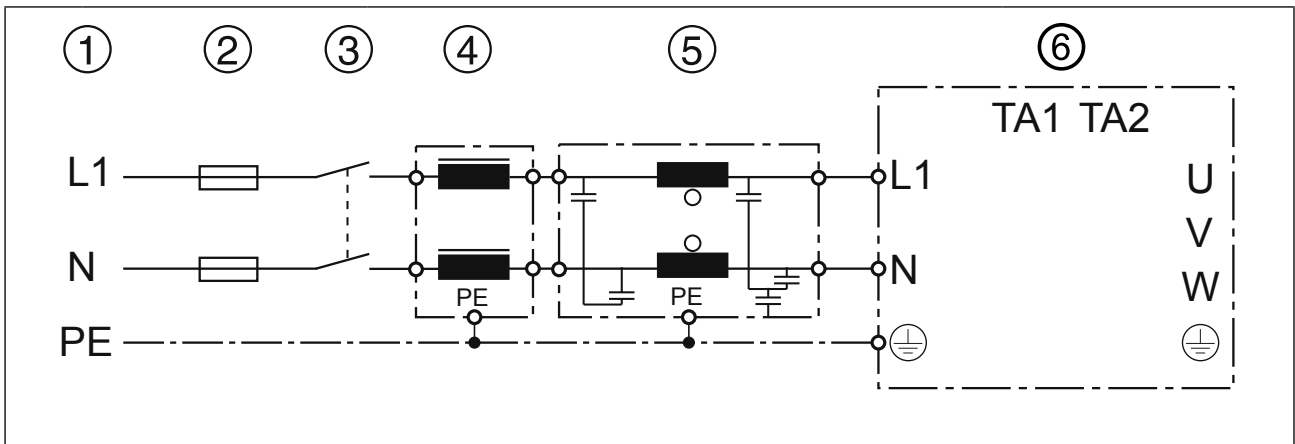 ① ② ③ ④ ⑤ ⑥
TA1 TA2
L1 L1 U
V
N N W
PE PE
PE